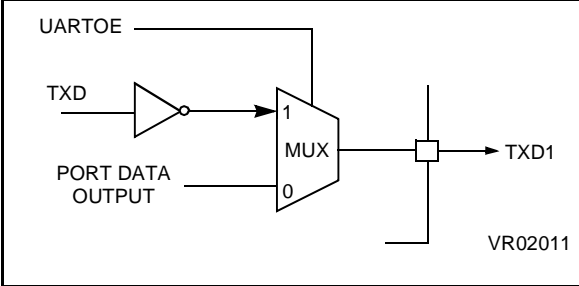 UARTOE
TXD
1
MUX
TXD1
PORT DATA
OUTPUT
0
VR02011